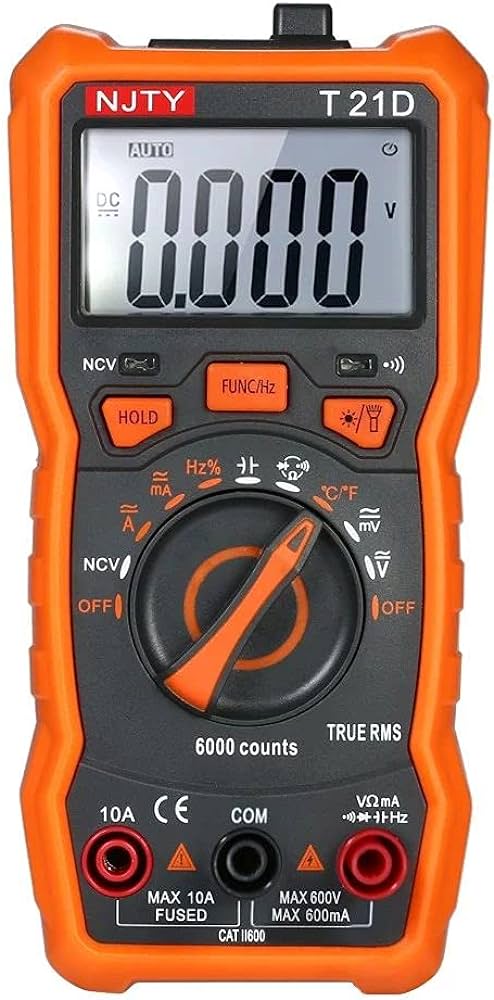 NJTY
T 21D
AUTO
DC
0.000 V
NCV
FUNC/Hz
HOLD
Hz%
mA
A
°C/°F
mV
V
NCV
OFF
OFF
6000 counts
TRUE RMS
10A
CE
COM
VΩmA
Hz
MAX 10A
FUSED
MAX 600V
MAX 600mA
CAT II600